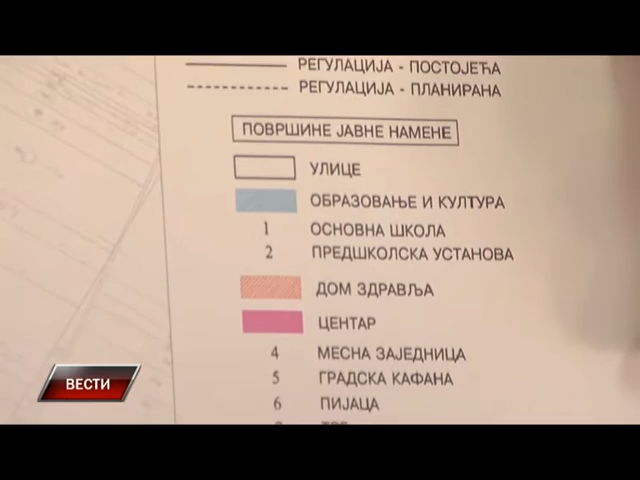 РЕГУЛАЦИЈА - ПОСТОЈЕЋА
РЕГУЛАЦИЈА - ПЛАНИРАНА
ПОВРШИНЕ ЈАВНЕ НАМЕНЕ
УЛИЦЕ
ОБРАЗОВАЊЕ И КУЛТУРА
1 ОСНОВНА ШКОЛА
2 ПРЕДШКОЛСКА УСТАНОВА
ДОМ ЗДРАВЉА
ЦЕНТАР
4 МЕСНА ЗАЈЕДНИЦА
5 ГРАДСКА КАФАНА
6 ПИЈАЦА
ВЕСТИ